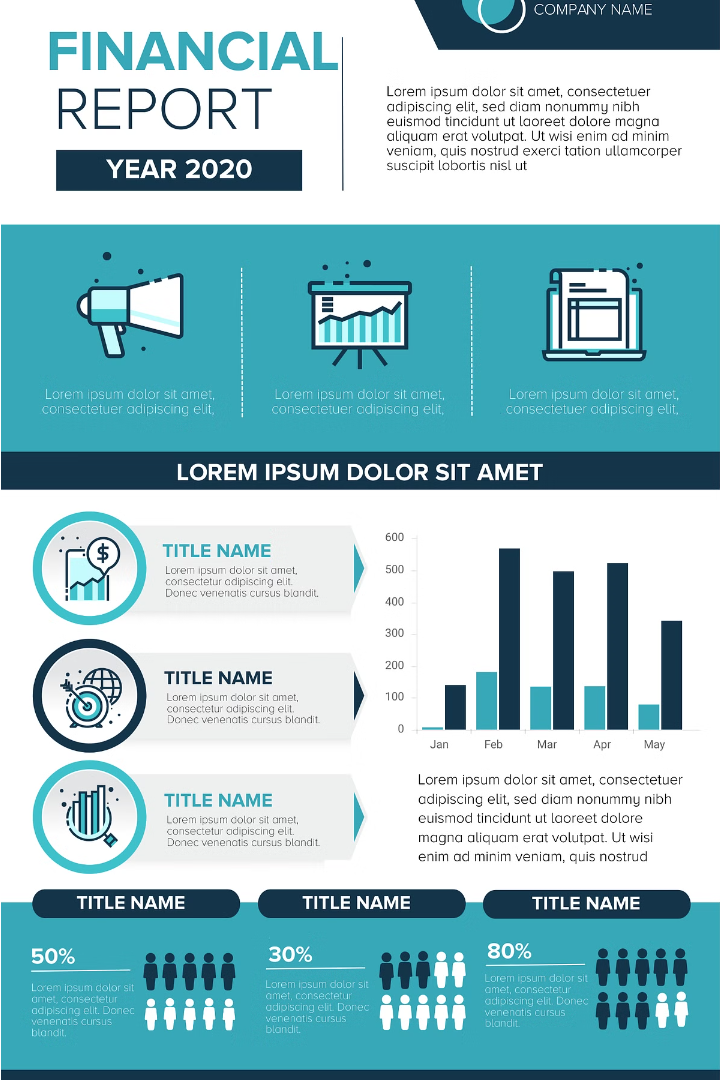 COMPANY NAME
FINANCIAL
REPORT
YEAR 2020
Lorem ipsum dolor sit amet, consectetuer
adipiscing elit, sed diam nonummy nibh
euismod tincidunt ut laoreet dolore magna
aliquam erat volutpat. Ut wisi enim ad minim
veniam, quis nostrud exerci tation ullamcorper
suscipit lobortis nisl ut
Lorem ipsum dolor sit amet,
consectetuer adipiscing elit,
Lorem ipsum dolor sit amet,
consectetuer adipiscing elit,
Lorem ipsum dolor sit amet,
consectetuer adipiscing elit,
LOREM IPSUM DOLOR SIT AMET
$
TITLE NAME
Lorem ipsum dolor sit amet,
consectetur adipiscing elit.
Donec venenatis cursus blandit.
TITLE NAME
Lorem ipsum dolor sit amet,
consectetur adipiscing elit.
Donec venenatis cursus blandit.
TITLE NAME
Lorem ipsum dolor sit amet,
consectetur adipiscing elit.
Donec venenatis cursus blandit.
600
500
400
300
200
100
0
Jan Feb Mar Apr May
Lorem ipsum dolor sit amet, consectetuer
adipiscing elit, sed diam nonummy nibh
euismod tincidunt ut laoreet dolore
magna aliquam erat volutpat. Ut wisi
enim ad minim veniam, quis nostrud
TITLE NAME
50%
Lorem ipsum dolor sit
amet, consectetur
adipiscing elit. Donec
venenatis cursus
blandit.
TITLE NAME
30%
Lorem ipsum dolor sit
amet, consectetur
adipiscing elit. Donec
venenatis cursus
blandit.
TITLE NAME
80%
Lorem ipsum dolor sit
amet, consectetur
adipiscing elit. Donec
venenatis cursus
blandit.